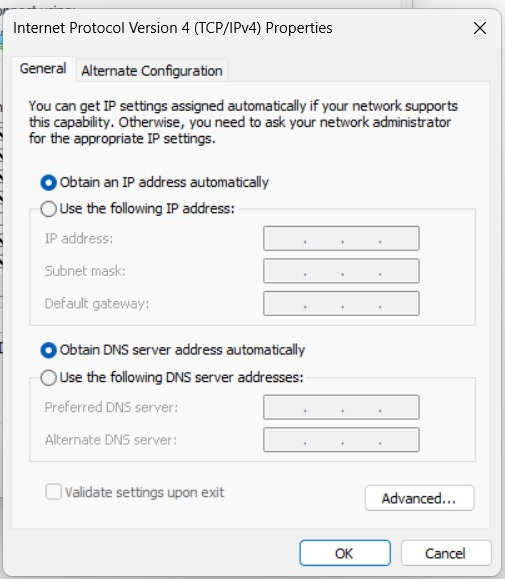 Internet Protocol Version 4 (TCP/IPv4) Properties
General
Alternate Configuration
You can get IP settings assigned automatically if your network supports
this capability. Otherwise, you need to ask your network administrator
for the appropriate IP settings.
Obtain an IP address automatically
Use the following IP address:
IP address:
Subnet mask:
Default gateway:
Obtain DNS server address automatically
Use the following DNS server addresses:
Preferred DNS server:
Alternate DNS server:
Validate settings upon exit
Advanced...
OK
Cancel